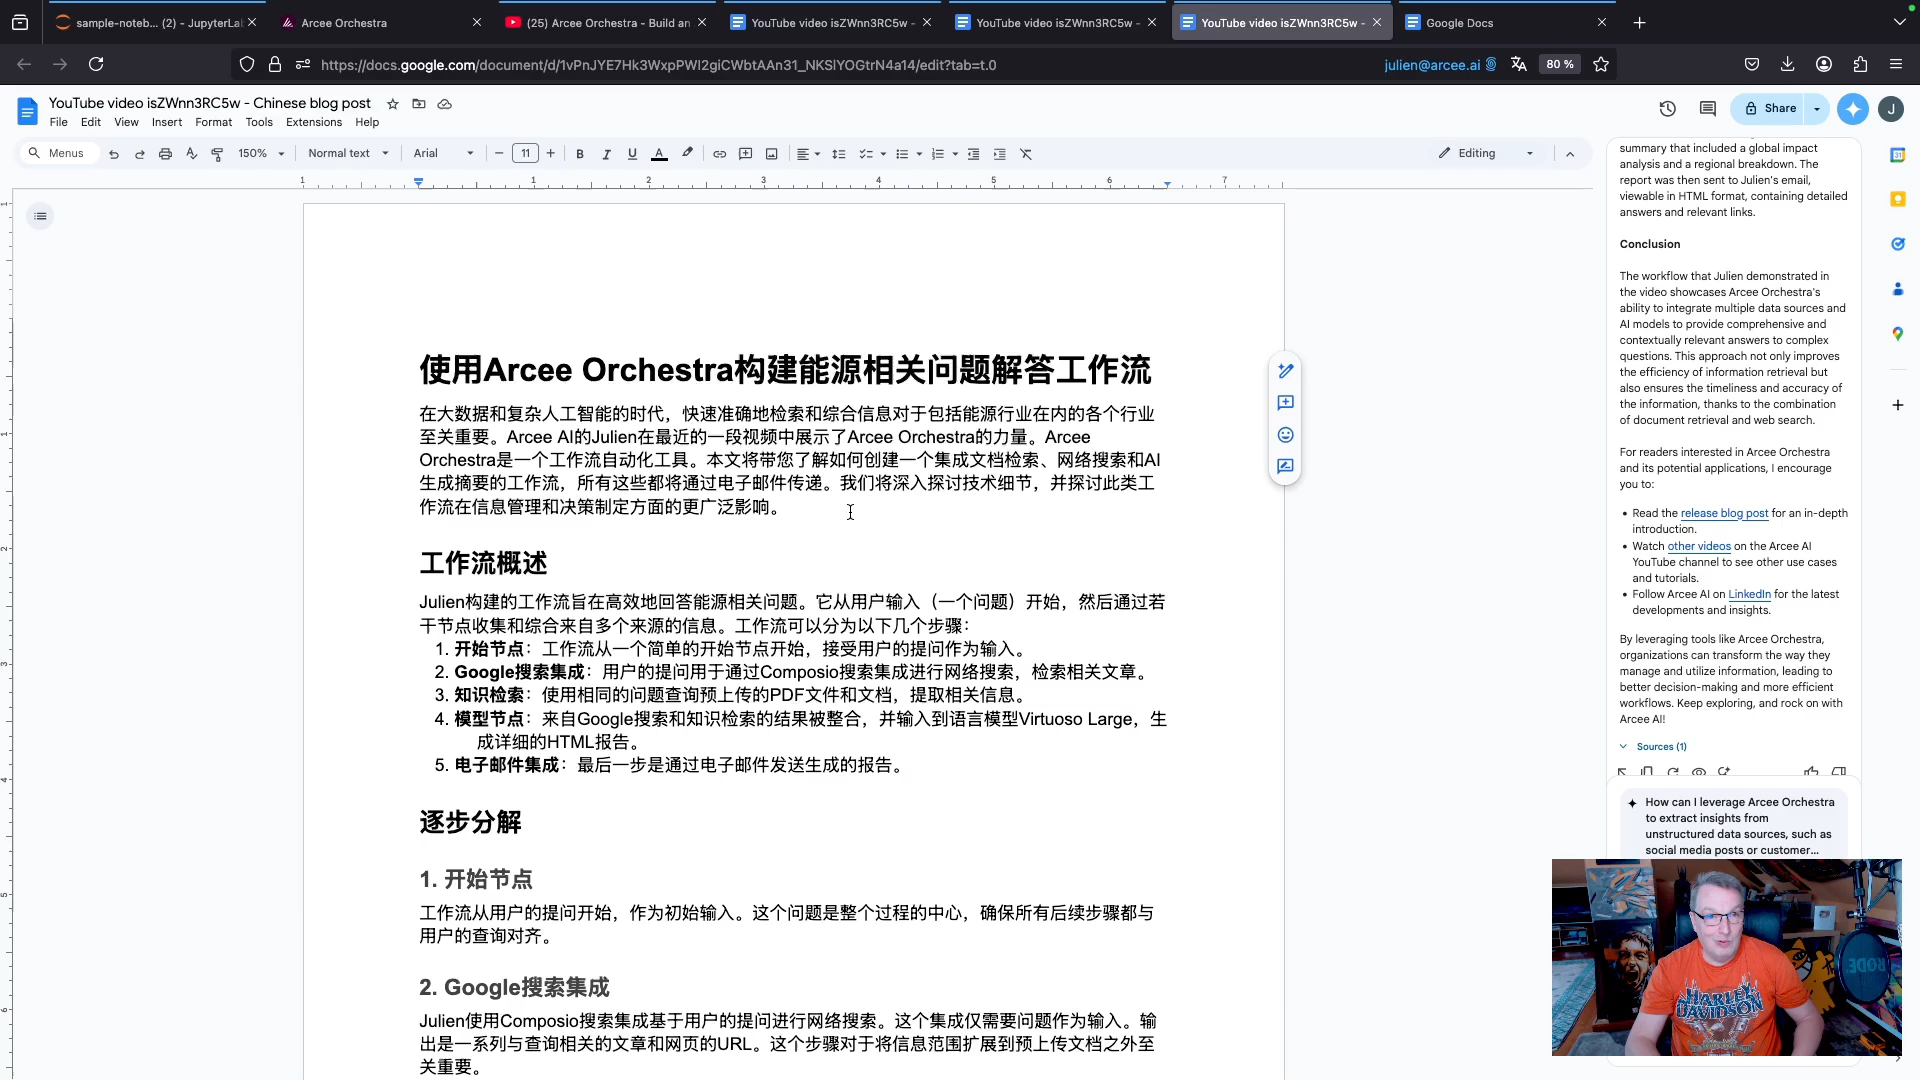 sample-noteb... (2) - JupyterLa
Arcee Orchestra
(25) Arcee Orchestra - Build an
YouTube video isZWnn3RC5w -
YouTube video isZWnn3RC5w -
YouTube video isZWnn3RC5w -
Google Docs
https://docs.google.com/document/d/1vPnJYE7Hk3WxpPWI2giCWbtAAn31_NKSlYOGtrN4a14/edit?tab=t.0
julien@arcee.ai
80 %
YouTube video isZWnn3RC5w - Chinese blog post
File Edit View Insert Format Tools Extensions Help
Share
J
Menus
150%
Normal text
Arial
11
Editing
1 1 2 3 4 5 6 7
使用Arcee Orchestra构建能源相关问题解答工作流
在大数据和复杂人工智能的时代，快速准确地检索和综合信息对于包括能源行业在内的各个行业
至关重要。Arcee AI的Julien在最近的一段视频中展示了Arcee Orchestra的力量。Arcee
Orchestra是一个工作流自动化工具。本文将带您了解如何创建一个集成文档检索、网络搜索和AI
生成摘要的工作流，所有这些都将通过电子邮件传递。我们将深入探讨技术细节，并探讨此类工
作流在信息管理和决策制定方面的更广泛影响。
工作流概述
Julien构建的工作流旨在高效地回答能源相关问题。它从用户输入（一个问题）开始，然后通过若
干节点收集和综合来自多个来源的信息。工作流可以分为以下几个步骤：
1. 开始节点：工作流从一个简单的开始节点开始，接受用户的提问作为输入。
2. Google搜索集成：用户的提问用于通过Composio搜索集成进行网络搜索，检索相关文章。
3. 知识检索：使用相同的问题查询预上传的PDF文件和文档，提取相关信息。
4. 模型节点：来自Google搜索和知识检索的结果被整合，并输入到语言模型Virtuoso Large，生
成详细的HTML报告。
5. 电子邮件集成：最后一步是通过电子邮件发送生成的报告。
逐步分解
1. 开始节点
工作流从用户的提问开始，作为初始输入。这个问题是整个过程的中心，确保所有后续步骤都与
用户的查询对齐。
2. Google搜索集成
Julien使用Composio搜索集成基于用户的提问进行网络搜索。这个集成仅需要问题作为输入。输
出是一系列与查询相关的文章和网页的URL。这个步骤对于将信息范围扩展到预上传文档之外至
关重要。
summary that included a global impact
analysis and a regional breakdown. The
report was then sent to Julien's email,
viewable in HTML format, containing detailed
answers and relevant links.
Conclusion
The workflow that Julien demonstrated in
the video showcases Arcee Orchestra's
ability to integrate multiple data sources and
AI models to provide comprehensive and
contextually relevant answers to complex
questions. This approach not only improves
the efficiency of information retrieval but
also ensures the timeliness and accuracy of
the information, thanks to the combination
of document retrieval and web search.
For readers interested in Arcee Orchestra
and its potential applications, I encourage
you to:
• Read the release blog post for an in-depth
introduction.
• Watch other videos on the Arcee AI
YouTube channel to see other use cases
and tutorials.
• Follow Arcee AI on LinkedIn for the latest
developments and insights.
By leveraging tools like Arcee Orchestra,
organizations can transform the way they
manage and utilize information, leading to
better decision-making and more efficient
workflows. Keep exploring, and rock on with
Arcee AI!
Sources (1)
How can I leverage Arcee Orchestra
to extract insights from
unstructured data sources, such as
social media posts or customer...
HARLEY
DAVIDSON